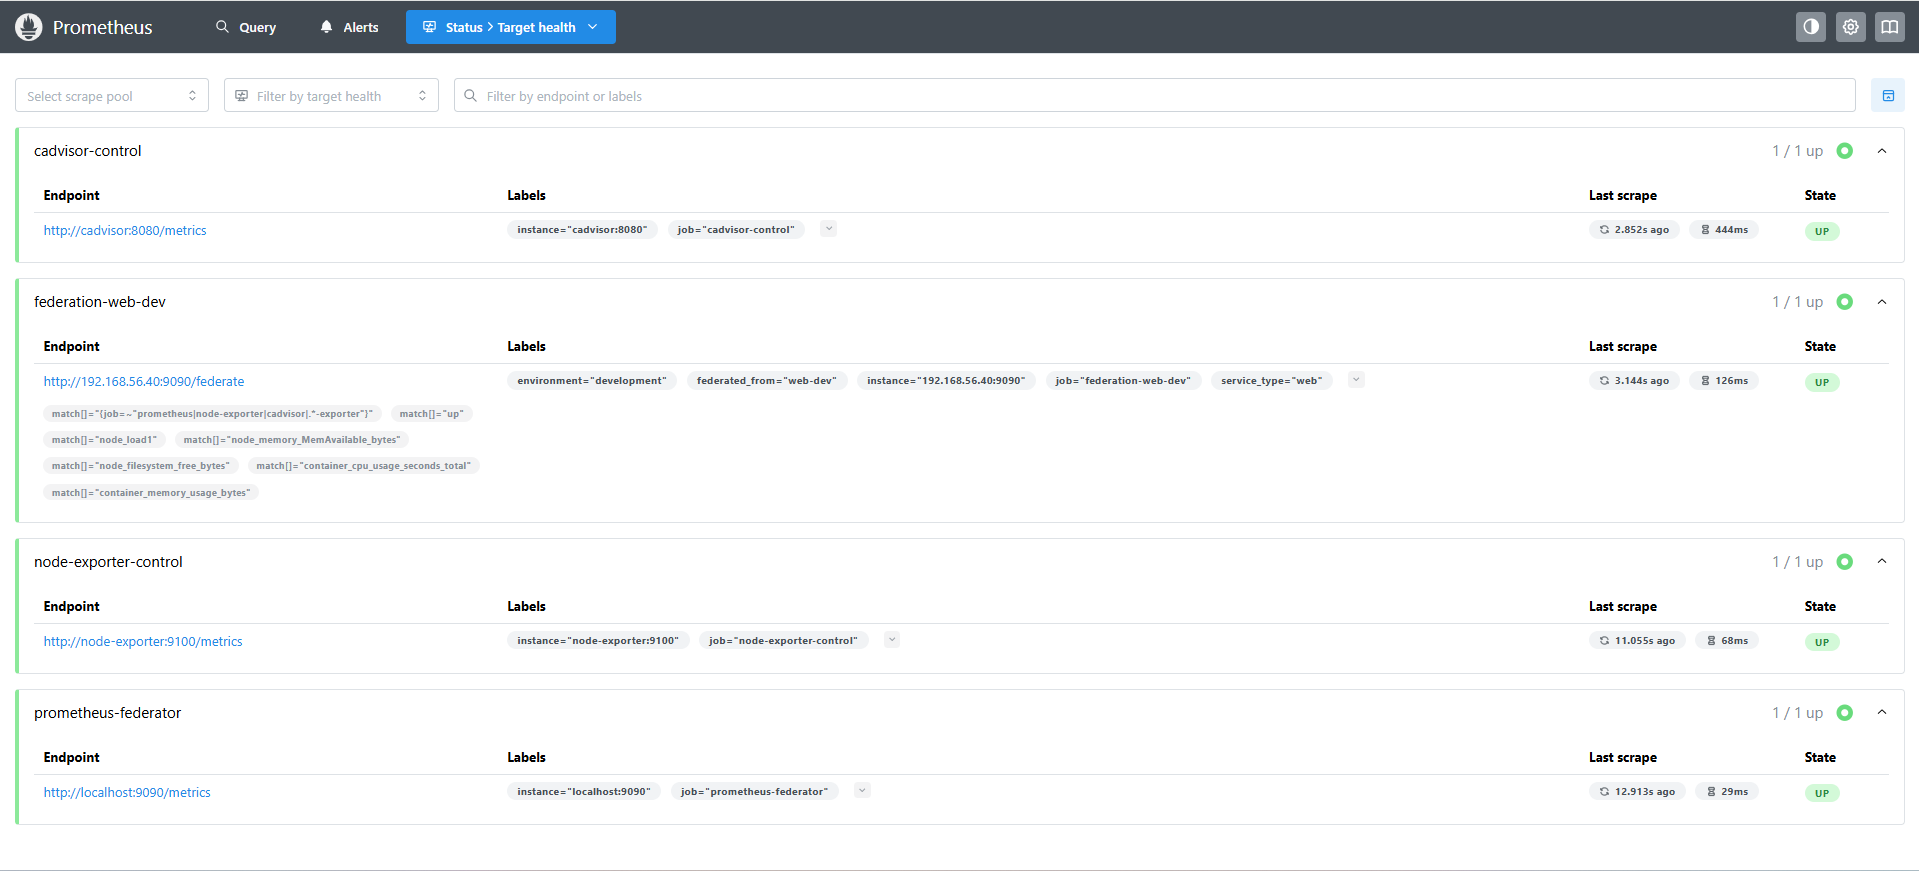 Prometheus Query Alerts Status > Target health
Select scrape pool Filter by target health Filter by endpoint or labels
cadvisor-control 1 / 1 up
Endpoint Labels Last scrape State
http://cadvisor:8080/metrics instance="cadvisor:8080" job="cadvisor-control" 2.852s ago 444ms UP
federation-web-dev 1 / 1 up
Endpoint Labels Last scrape State
http://192.168.56.40:9090/federate environment="development" federated_from="web-dev" instance="192.168.56.40:9090" job="federation-web-dev" service_type="web" 3.144s ago 126ms UP
match[]="{job=~"prometheus|node-exporter|cadvisor|.*-exporter"}" match[]="up"
match[]="node_load1" match[]="node_memory_MemAvailable_bytes"
match[]="node_filesystem_free_bytes" match[]="container_cpu_usage_seconds_total"
match[]="container_memory_usage_bytes"
node-exporter-control 1 / 1 up
Endpoint Labels Last scrape State
http://node-exporter:9100/metrics instance="node-exporter:9100" job="node-exporter-control" 11.055s ago 68ms UP
prometheus-federator 1 / 1 up
Endpoint Labels Last scrape State
http://localhost:9090/metrics instance="localhost:9090" job="prometheus-federator" 12.913s ago 29ms UP